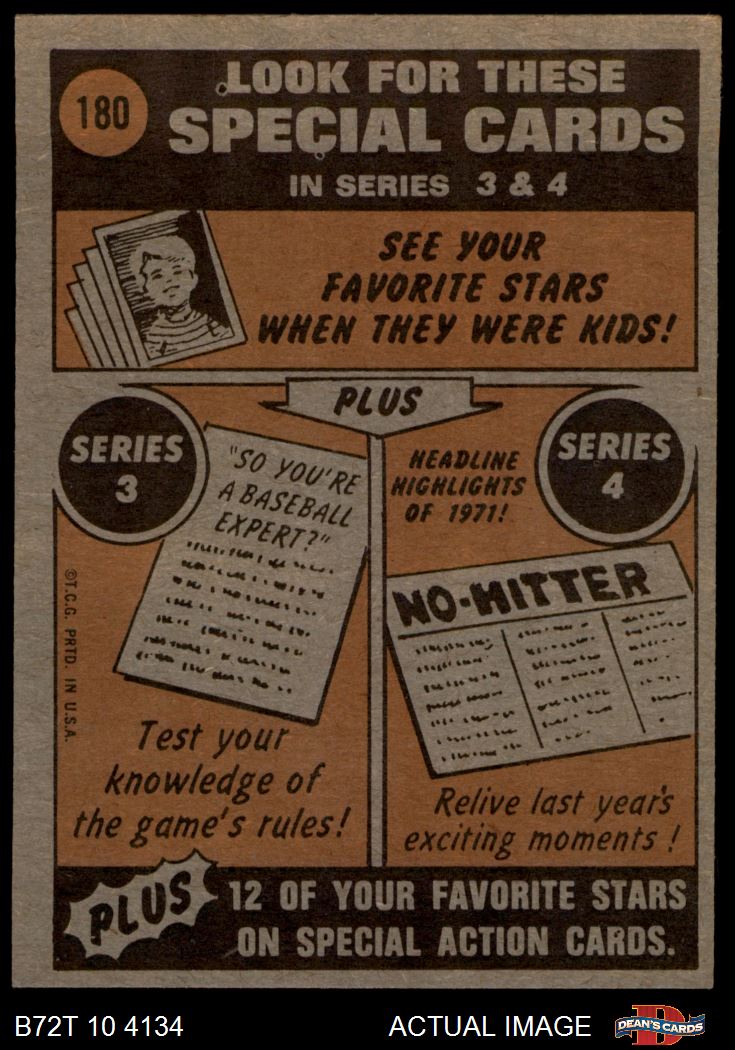 180
LOOK FOR THESE
SPECIAL CARDS
IN SERIES 3 & 4
SEE YOUR
FAVORITE STARS
WHEN THEY WERE KIDS!
PLUS
SERIES
3
"SO YOU'RE
A BASEBALL
EXPERT?"
Test your
knowledge of
the game's rules!
HEADLINE
HIGHLIGHTS
OF 1971!
SERIES
4
NO-HITTER
Relive last year's
exciting moments!
©T.C.G. PRTD. IN U.S.A.
PLUS
12 OF YOUR FAVORITE STARS
ON SPECIAL ACTION CARDS.
B72T 10 4134
ACTUAL IMAGE
D
DEAN'S CARDS